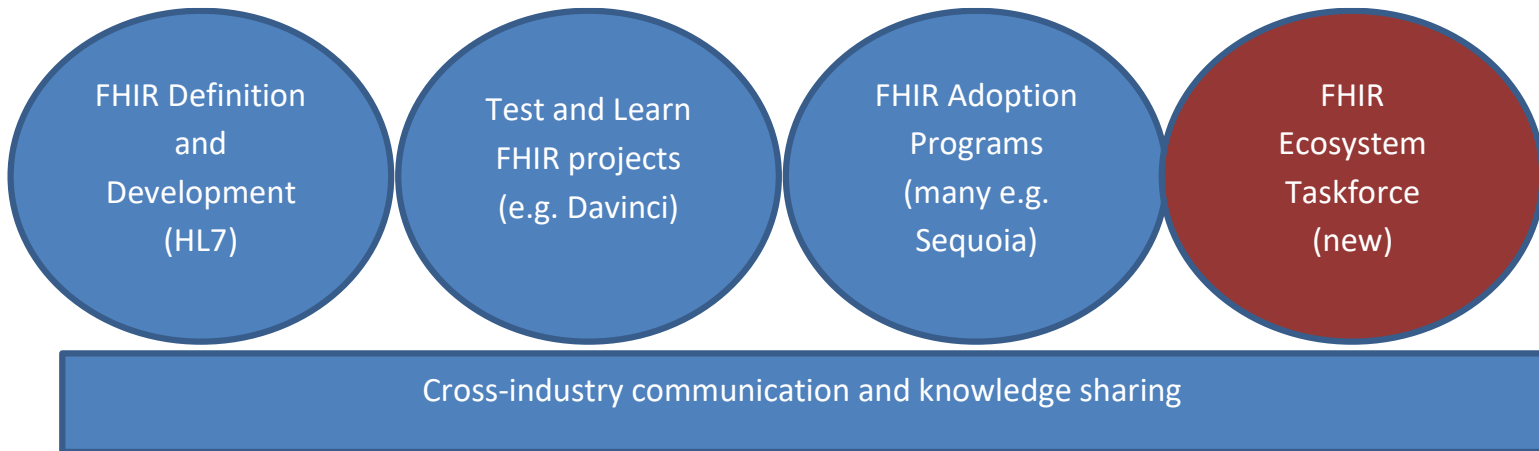 FHIR Definition
and
Development
(HL7)
Test and Learn
FHIR projects
(e.g. Davinci)
FHIR Adoption
Programs
(many e.g.
Sequoia)
FHIR
Ecosystem
Taskforce
(new)
Cross-industry communication and knowledge sharing